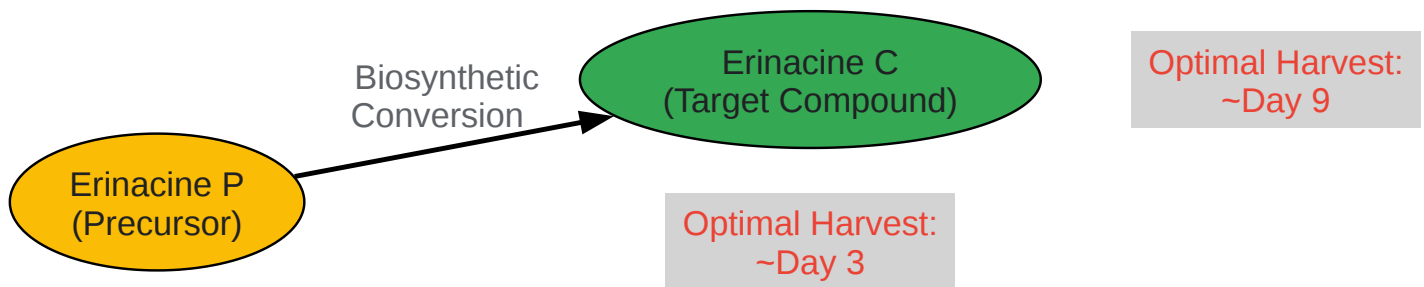 Erinacine C
(Target Compound)
Optimal Harvest:
~Day 9
Biosynthetic
Conversion
Erinacine P
(Precursor)
Optimal Harvest:
~Day 3